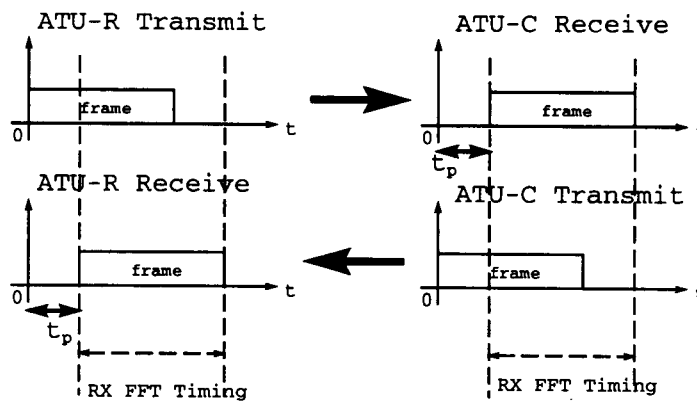 ATU-R Transmit
ATU-C Receive
frame
0
t
frame
0
t_p
ATU-R Receive
ATU-C Transmit
frame
0
t
t_p
frame
0
RX FFT Timing
RX FFT Timing